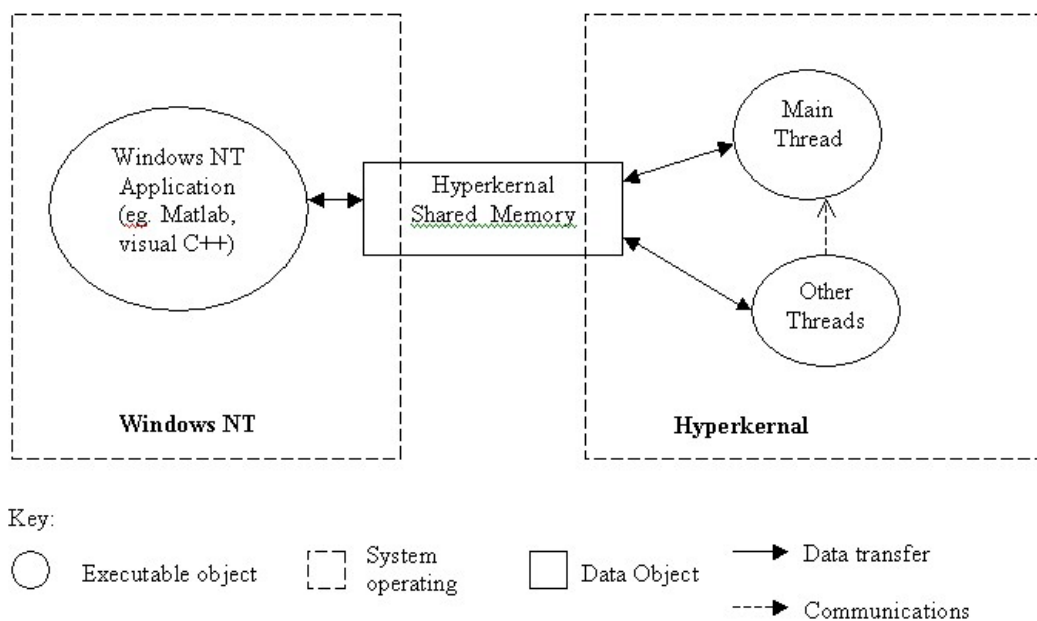 Windows NT
Application
(eg. Matlab,
visual C++)
Hyperkernal
Shared Memory
Main
Thread
Other
Threads
Windows NT
Hyperkernal
Key:
Executable object
System
operating
Data Object
Data transfer
Communications